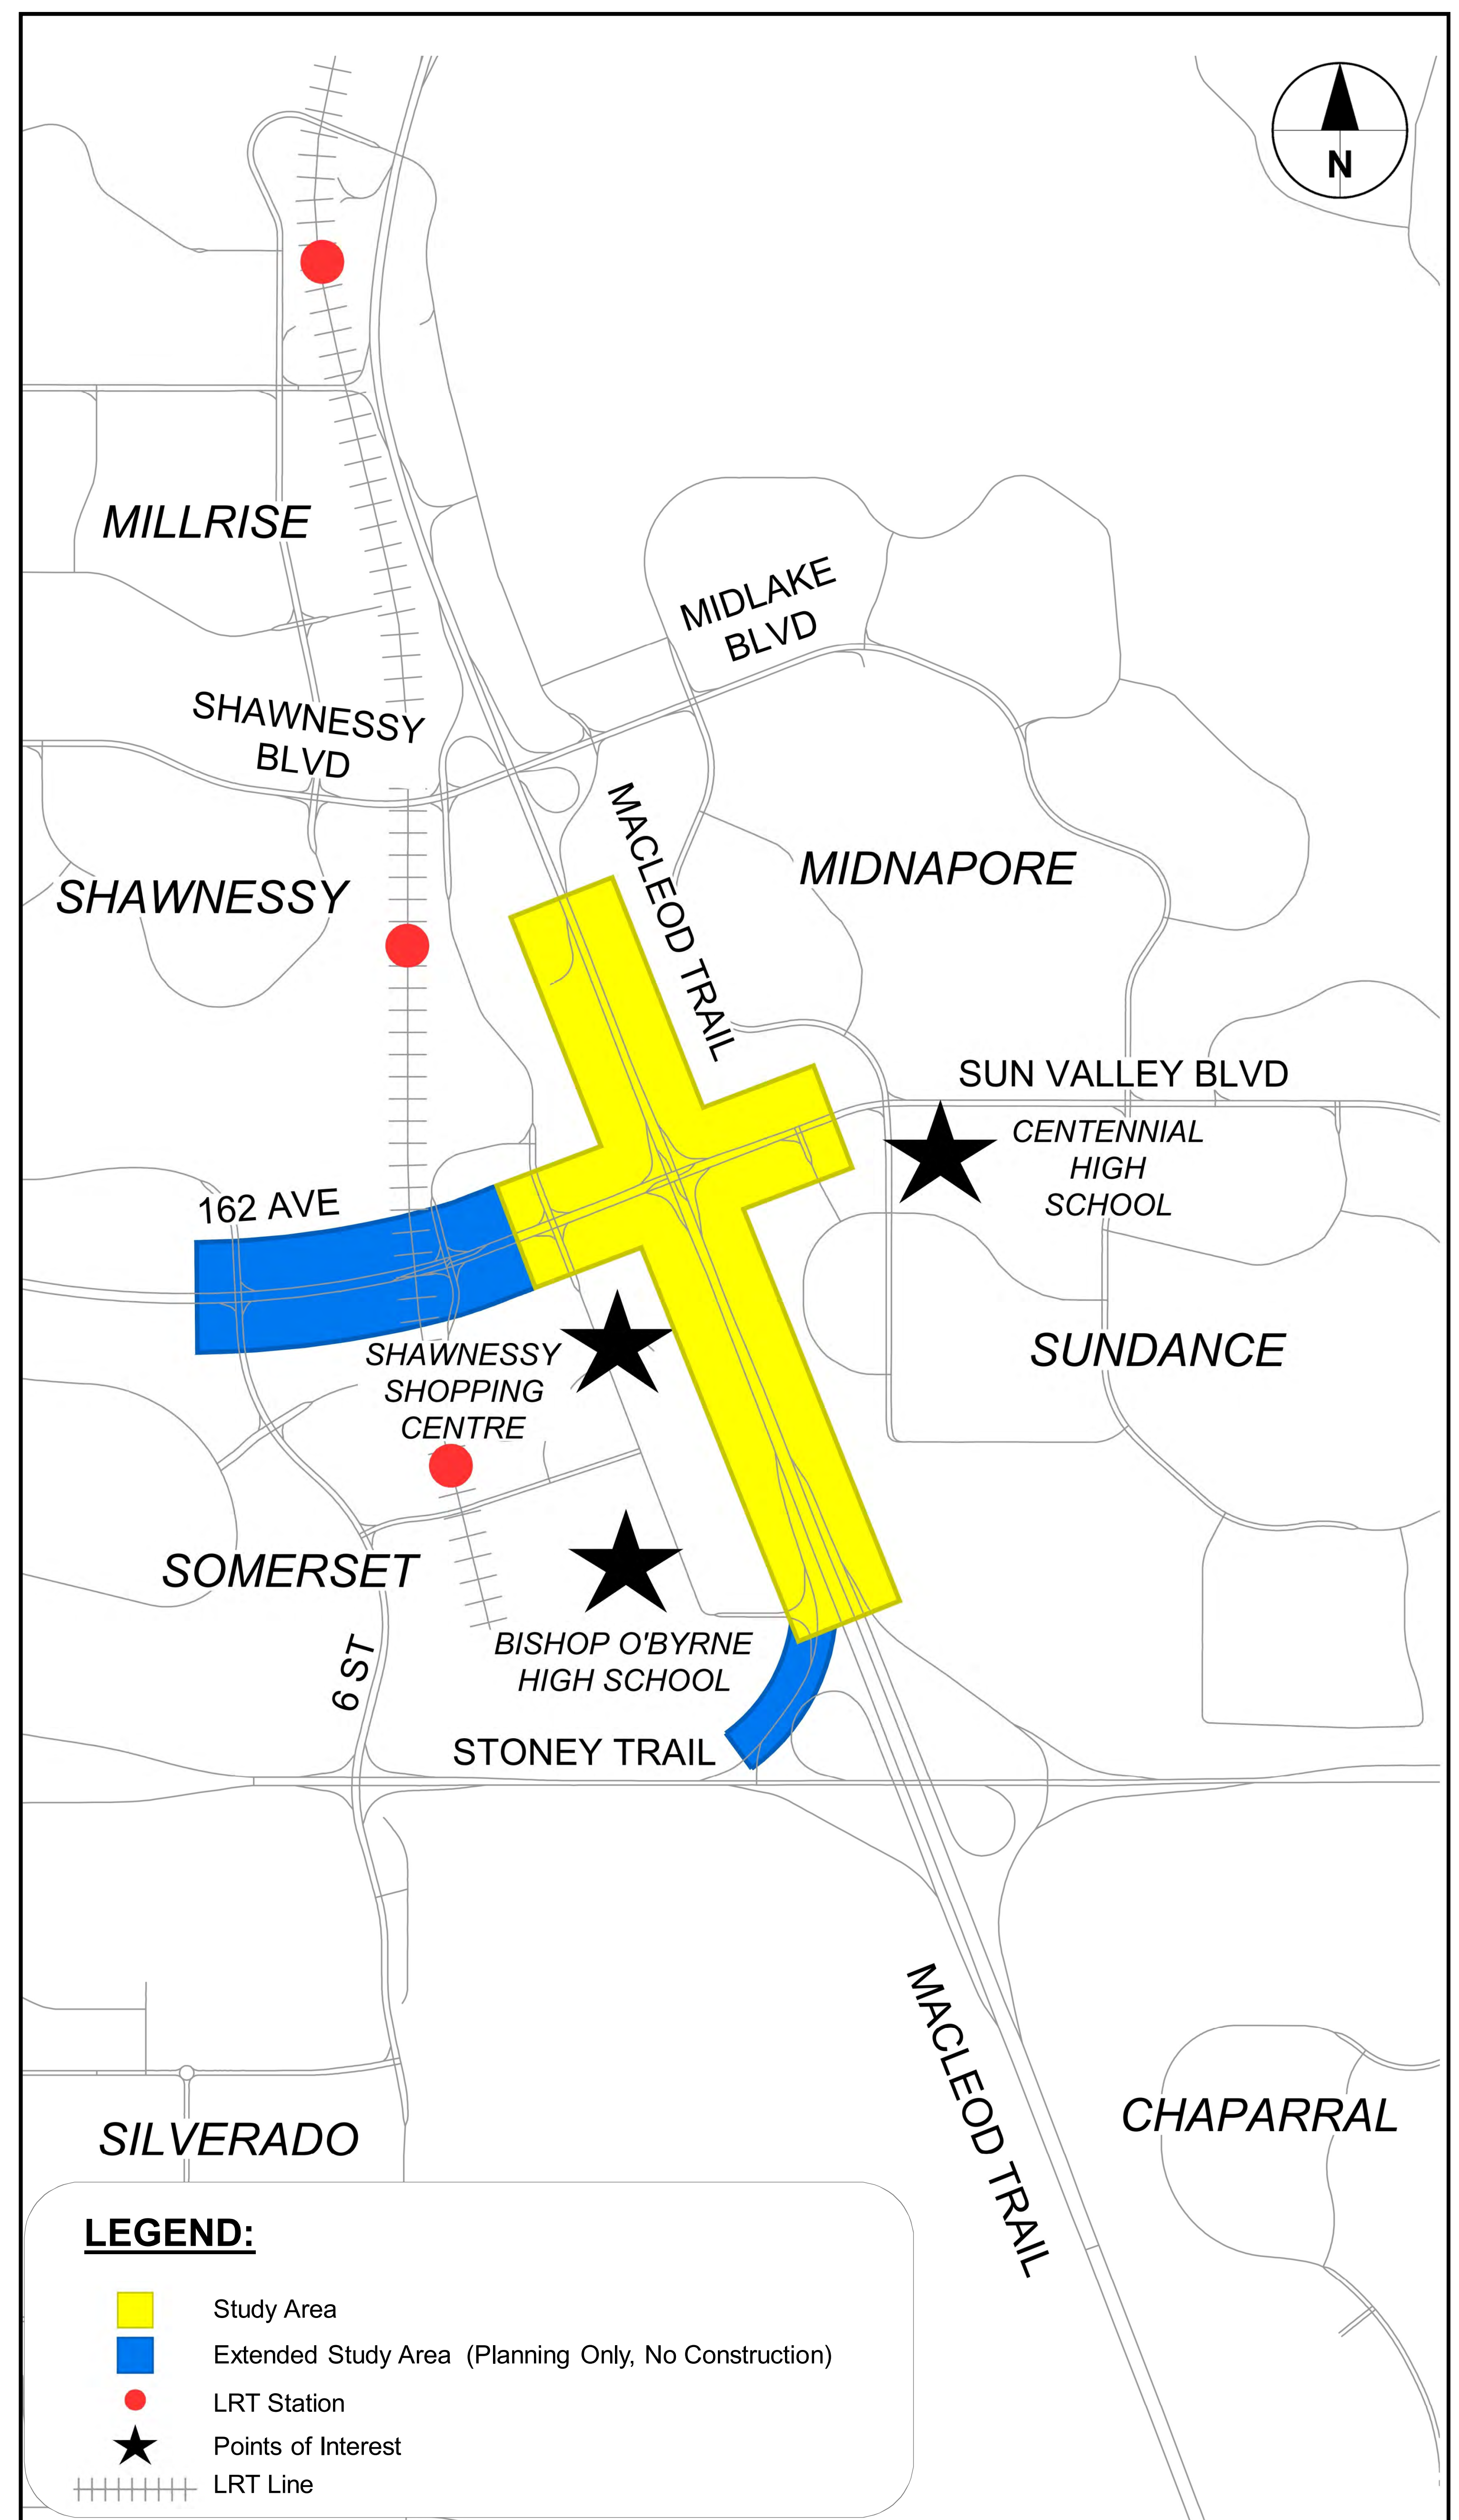 N
MILLRISE
MIDLAKE
BLVD
SHAWNESSY
BLVD
MACLEOD TRAIL
MIDNAPORE
SHAWNESSY
SUN VALLEY BLVD
CENTENNIAL
HIGH
SCHOOL
162 AVE
SHAWNESSY
SHOPPING
CENTRE
SUNDANCE
SOMERSET
6 ST
BISHOP O'BYRNE
HIGH SCHOOL
STONEY TRAIL
MACLEOD TRAIL
CHAPARRAL
SILVERADO
LEGEND:
Study Area
Extended Study Area (Planning Only, No Construction)
LRT Station
Points of Interest
LRT Line